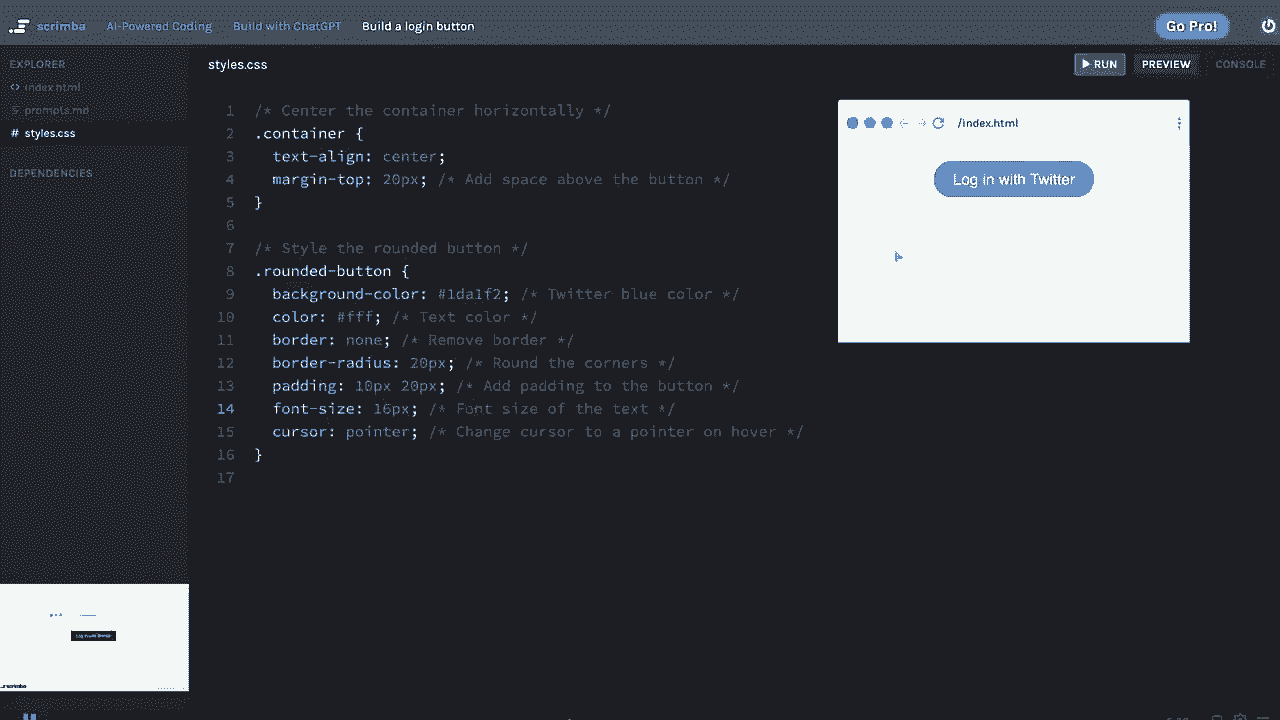 scrimba AI-Powered Coding Build with ChatGPT Build a login button Go Pro!
EXPLORER
index.html
prompts.md
# styles.css
DEPENDENCIES
styles.css
RUN PREVIEW CONSOLE
1 /* Center the container horizontally */
2 .container {
3 text-align: center;
4 margin-top: 20px; /* Add space above the button */
5 }
6
7 /* Style the rounded button */
8 .rounded-button {
9 background-color: #1da1f2; /* Twitter blue color */
10 color: #fff; /* Text color */
11 border: none; /* Remove border */
12 border-radius: 20px; /* Round the corners */
13 padding: 10px 20px; /* Add padding to the button */
14 font-size: 16px; /* Font size of the text */
15 cursor: pointer; /* Change cursor to a pointer on hover */
16 }
17
/index.html
Log in with Twitter
scrimba